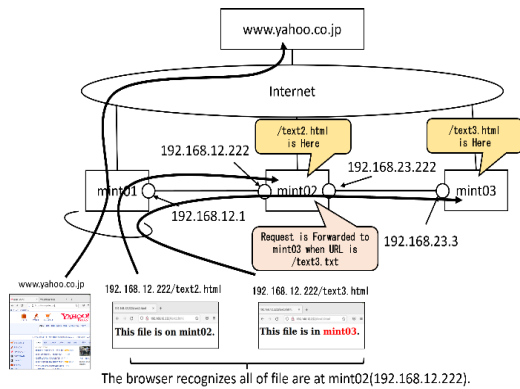 www.yahoo.co.jp
Internet
/text2.html
is Here
/text3.html
is Here
192.168.12.222
192.168.23.222
mint01
mint02
mint03
192.168.12.1
192.168.23.3
Request is Forwarded to
mint03 when URL is
/text3.txt
www.yahoo.co.jp
192.168.12.222/text2.html
192.168.12.222/text3.html
YAHOO!
This file is on mint02.
This file is in mint03.
The browser recognizes all of file are at mint02(192.168.12.222).